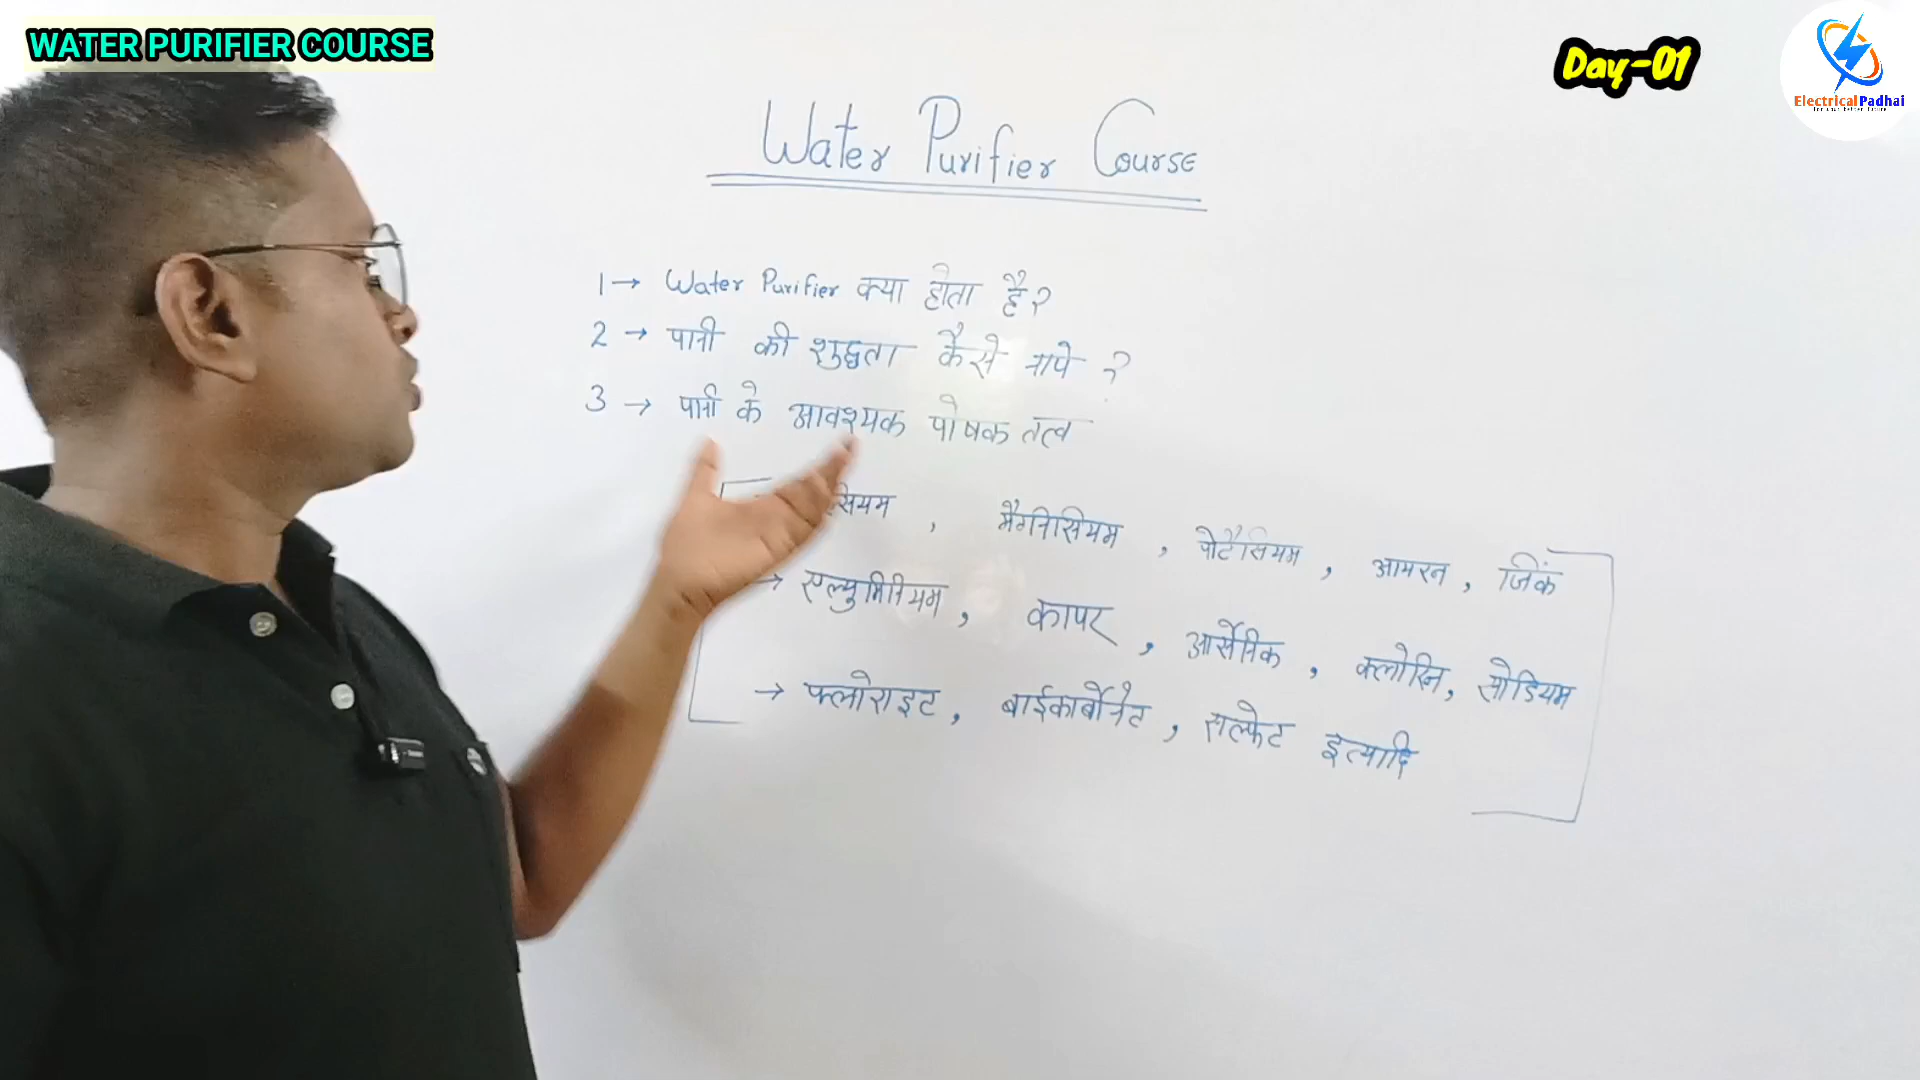 WATER PURIFIER COURSE
Day-01
ElectricalPadhai
Water Purifier Course
1→ Water Purifier क्या होता है?
2 → पानी की शुद्धता कैसे नापे ?
3 → पानी के आवश्यक पोषक तत्व
सियम , मैगनिसियम , पोटैसियम , आयरन , जिंक
→ एल्युमिनियम , कापर , आर्सेनिक , क्लोरिन, सोडियम
→ फ्लोराइट , बाईकार्बोनेट , सल्फेट इत्यादि